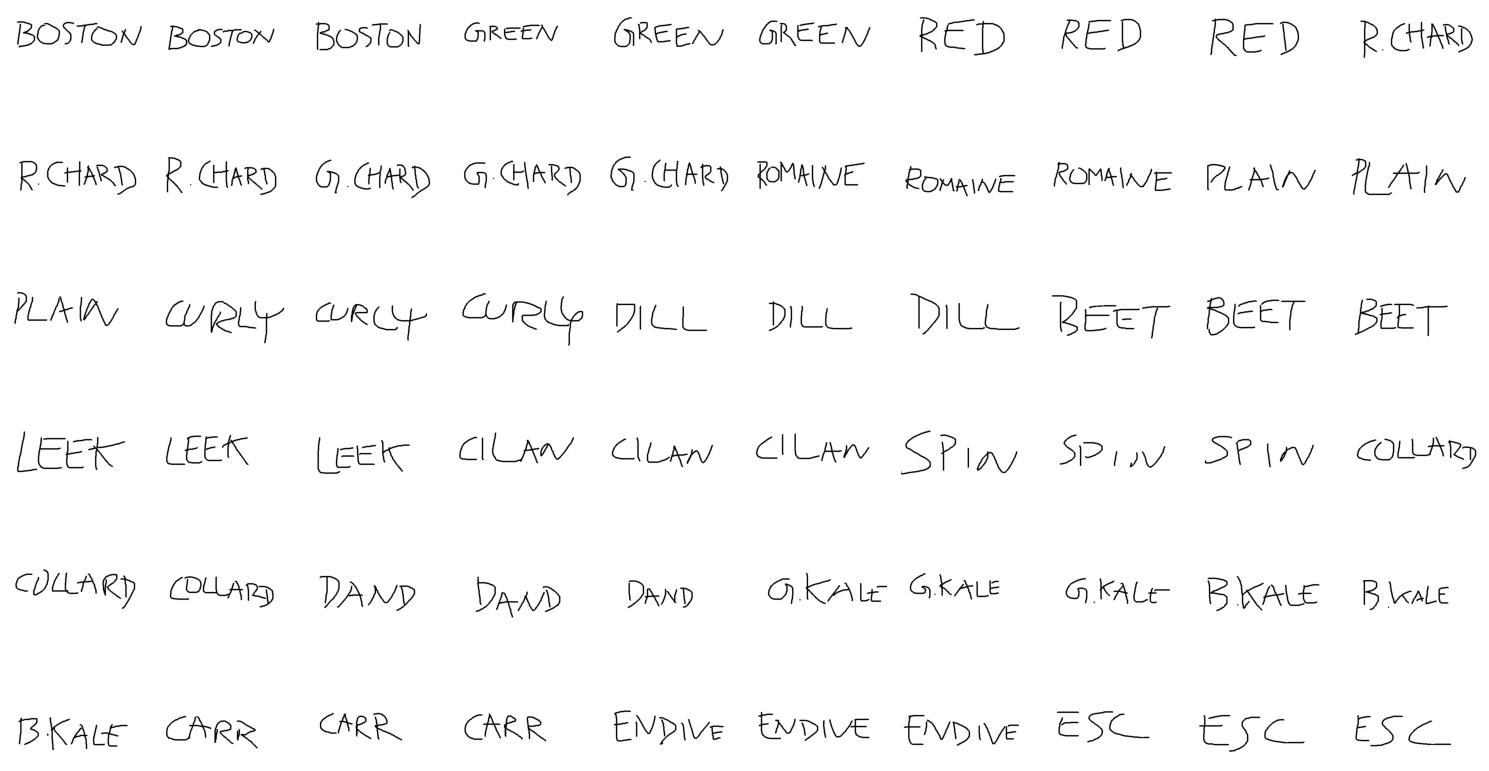 BOSTON BOSTON BOSTON GREEN GREEN GREEN RED RED RED R.CHARD
R.CHARD R.CHARD G.CHARD G.CHARD G.CHARD ROMAINE ROMAINE ROMAINE PLAIN PLAIN
PLAIN CURLY CURLY CURLY DILL DILL DILL BEET BEET BEET
LEEK LEEK LEEK CILAN CILAN CILAN SPIN SPIN SPIN COLLARD
COLLARD COLLARD DAND DAND DAND G.KALE G.KALE G.KALE B.KALE B.KALE
B.KALE CARR CARR CARR ENDIVE ENDIVE ENDIVE ESC ESC ESC